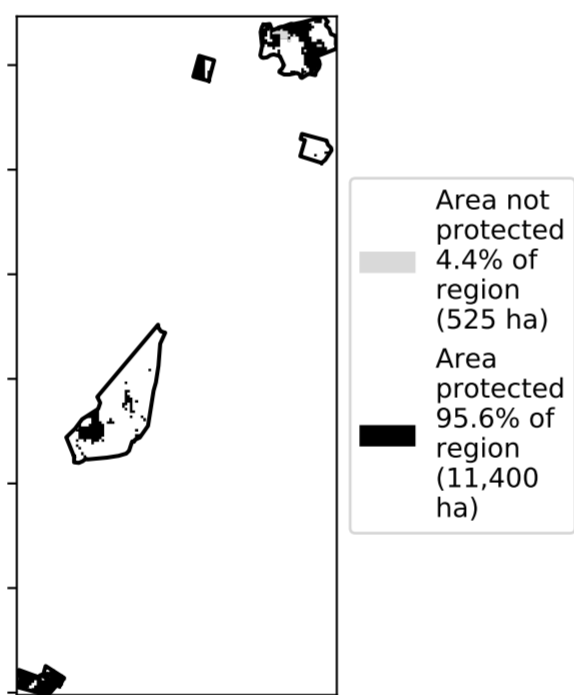 Area not
protected
4.4% of
region
(525 ha)
Area
protected
95.6% of
region
(11,400
ha)